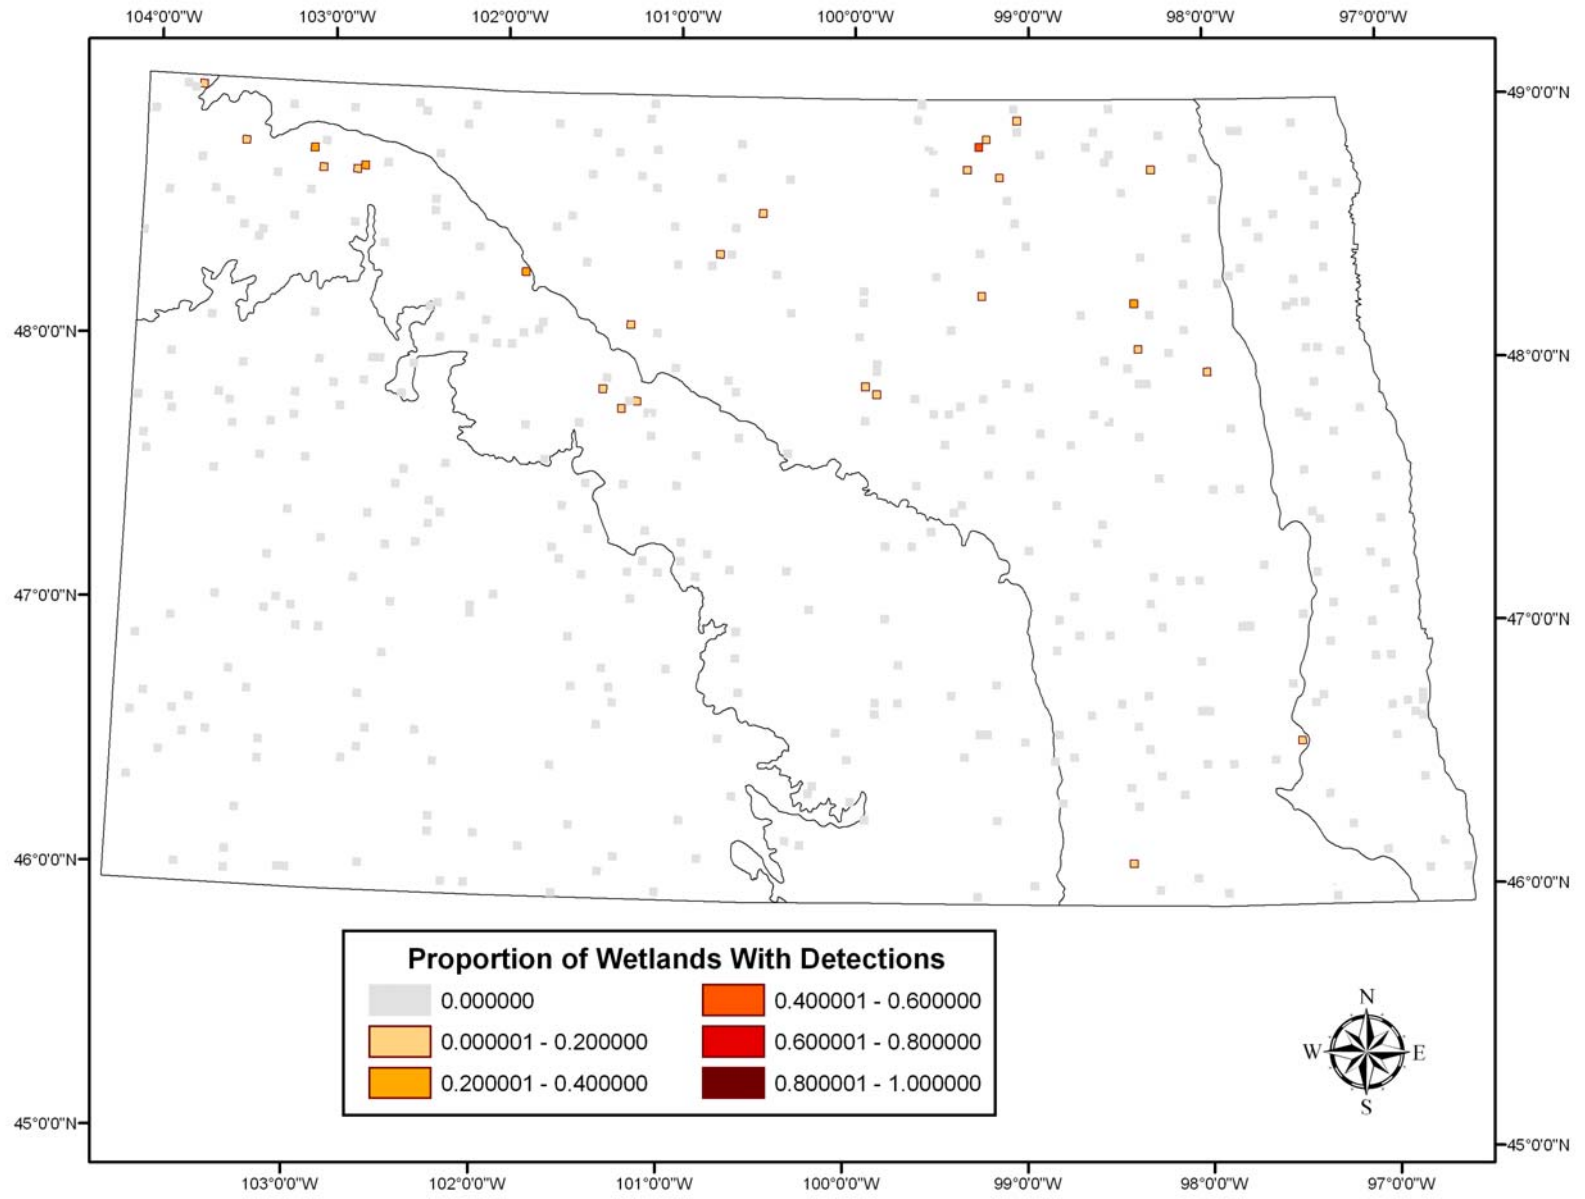 104°0'0"W 103°0'0"W 102°0'0"W 101°0'0"W 100°0'0"W 99°0'0"W 98°0'0"W 97°0'0"W
49°0'0"N
48°0'0"N
48°0'0"N
47°0'0"N
47°0'0"N
46°0'0"N
46°0'0"N
Proportion of Wetlands With Detections
0.000000 0.400001 - 0.600000
0.000001 - 0.200000 0.600001 - 0.800000
0.200001 - 0.400000 0.800001 - 1.000000
N
W E
S
45°0'0"N
45°0'0"N
103°0'0"W 102°0'0"W 101°0'0"W 100°0'0"W 99°0'0"W 98°0'0"W 97°0'0"W